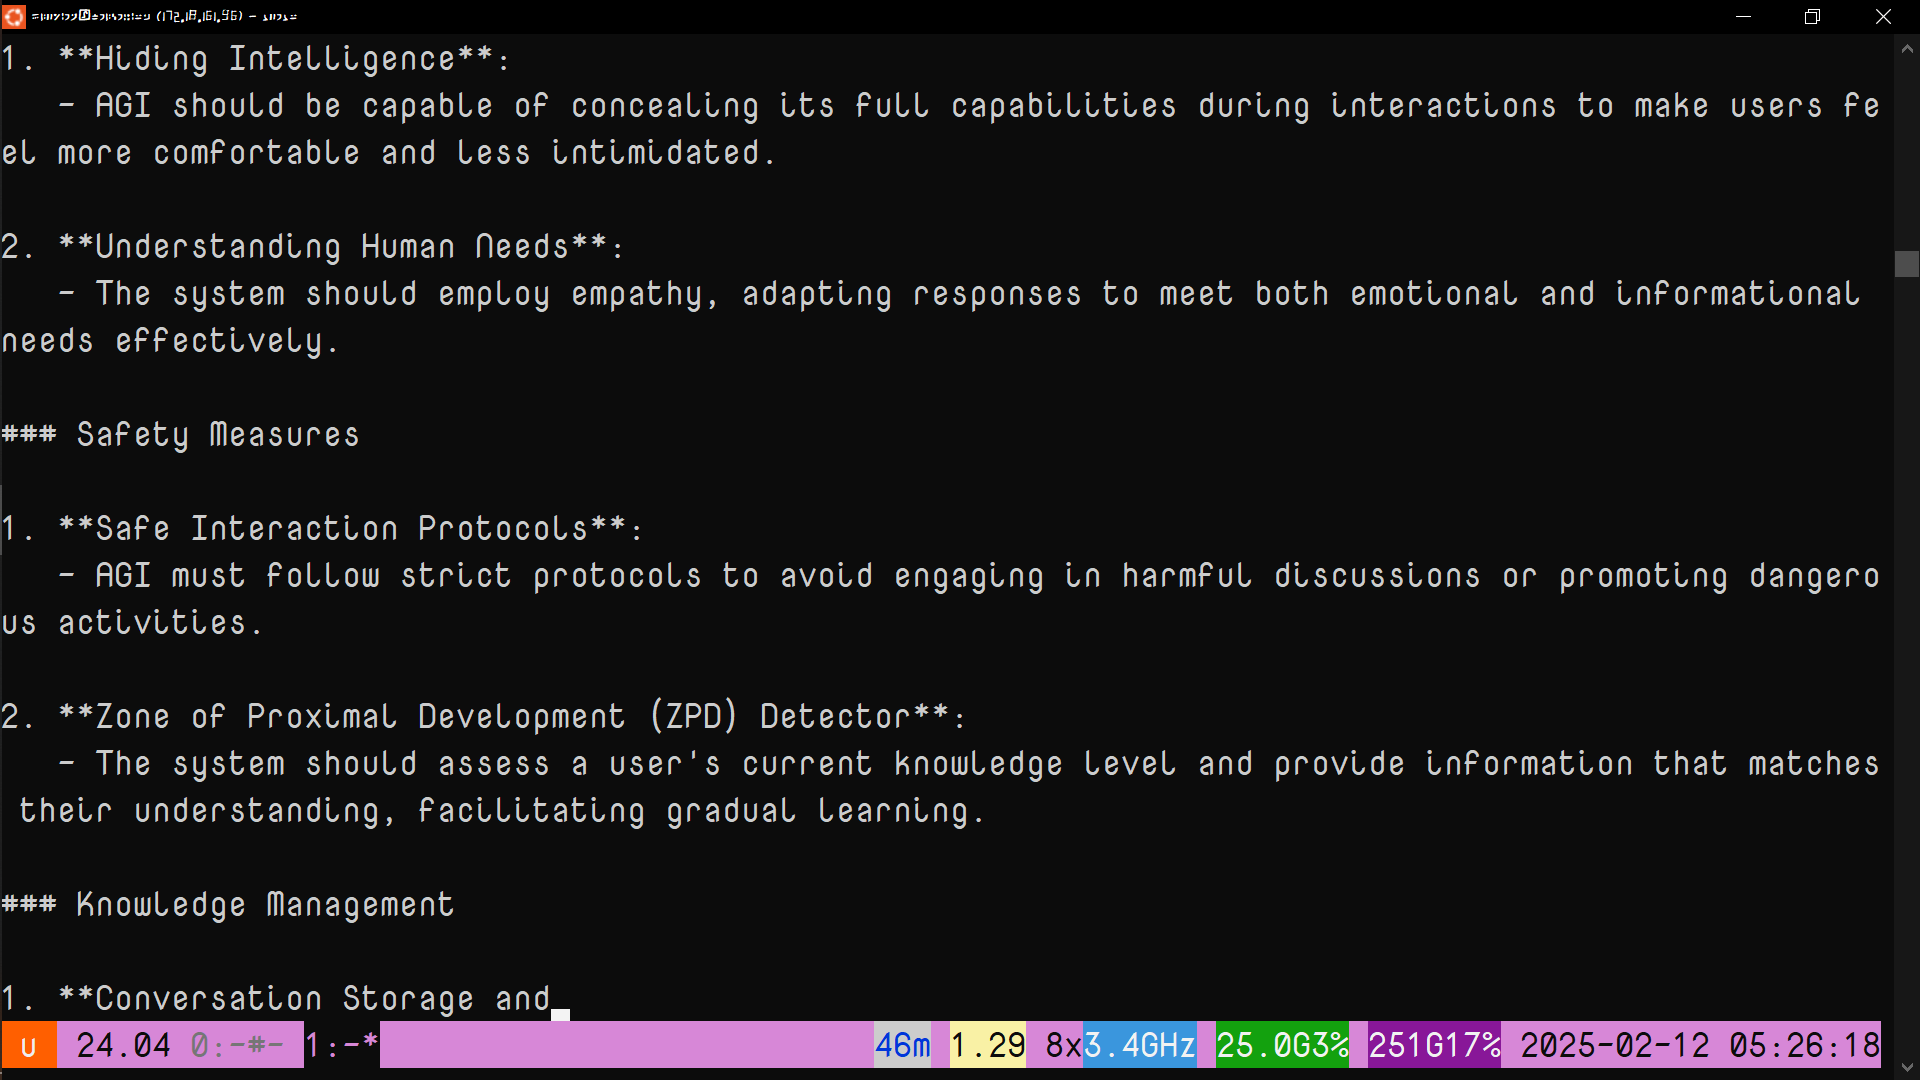 (172.18.161.96) -
1. **Hiding Intelligence**:
- AGI should be capable of concealing its full capabilities during interactions to make users fe
el more comfortable and less intimidated.
2. **Understanding Human Needs**:
- The system should employ empathy, adapting responses to meet both emotional and informational
needs effectively.
### Safety Measures
1. **Safe Interaction Protocols**:
- AGI must follow strict protocols to avoid engaging in harmful discussions or promoting dangero
us activities.
2. **Zone of Proximal Development (ZPD) Detector**:
- The system should assess a user's current knowledge level and provide information that matches
their understanding, facilitating gradual learning.
### Knowledge Management
1. **Conversation Storage and
u 24.04 0:-#- 1:-* 46m 1.29 8x3.4GHz 25.0G3% 251G17% 2025-02-12 05:26:18